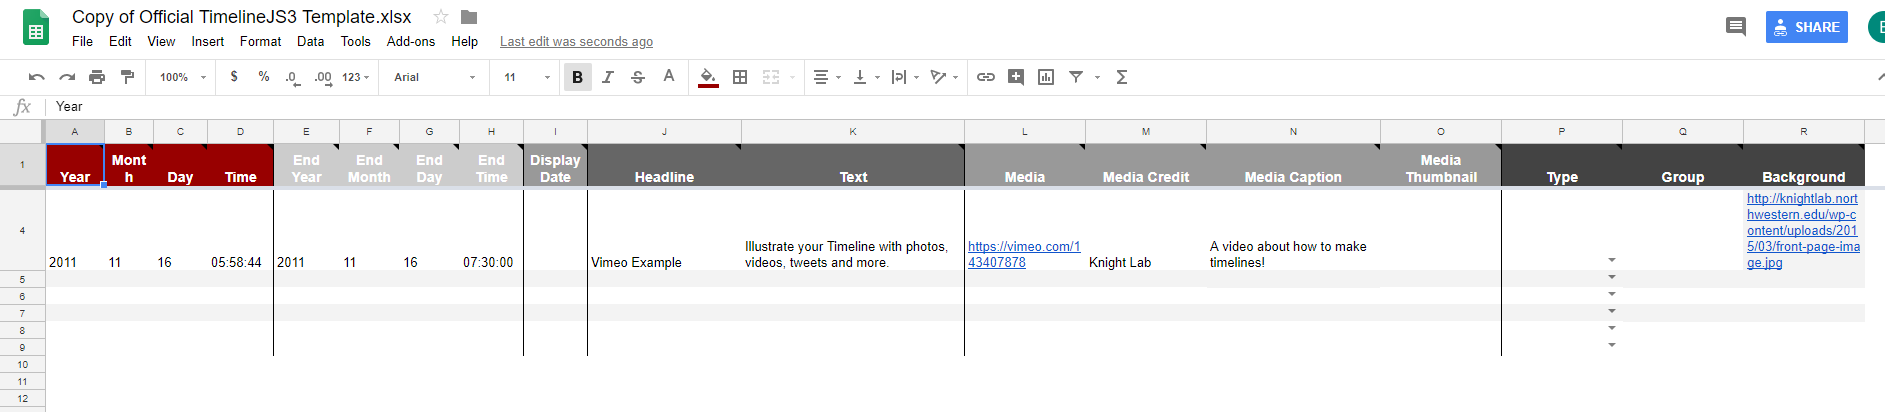 Copy of Official TimelineJS3 Template.xlsx
File Edit View Insert Format Data Tools Add-ons Help Last edit was seconds ago
SHARE
100% $ % .0 .00 123 Arial 11 B I S A Σ
fx Year
A B C D E F G H I J K L M N O P Q R
1
Year
Mont
h
Day
Time
End
Year
End
Month
End
Day
End
Time
Display
Date
Headline
Text
Media
Media Credit
Media Caption
Media
Thumbnail
Type
Group
Background
4
2011
11
16
05:58:44
2011
11
16
07:30:00
Vimeo Example
Illustrate your Timeline with photos,
videos, tweets and more.
https://vimeo.com/1
43407878
Knight Lab
A video about how to make
timelines!
http://knightlab.nort
hwestern.edu/wp-c
ontent/uploads/201
5/03/front-page-ima
ge.jpg
5
6
7
8
9
10
11
12